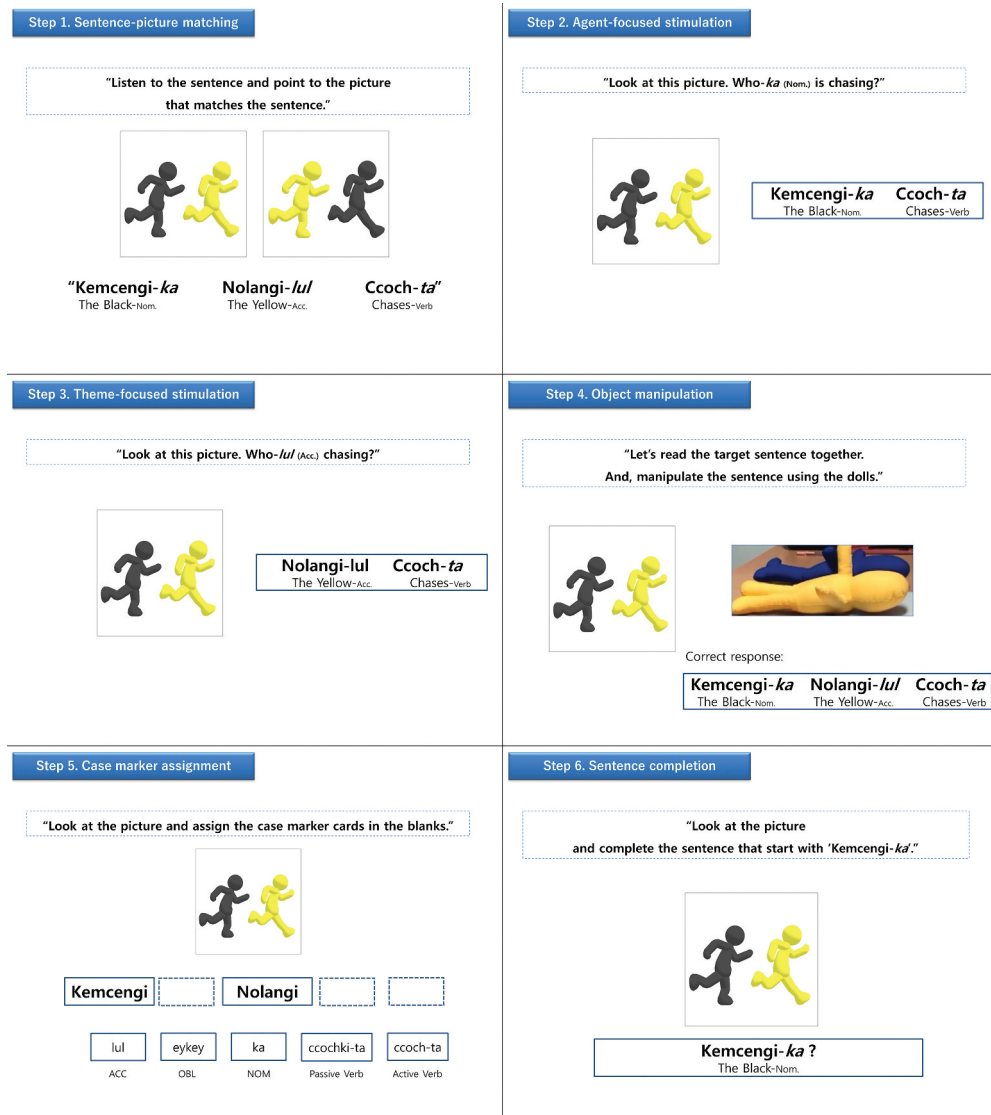 Step 1. Sentence-picture matching
“Listen to the sentence and point to the picture
that matches the sentence.”
“Kemcengi-ka Nolangi-lul Ccoch-ta”
The Black-Nom. The Yellow-Acc. Chases-Verb
Step 2. Agent-focused stimulation
“Look at this picture. Who-ka (Nom.) is chasing?”
Kemcengi-ka Ccoch-ta
The Black-Nom. Chases-Verb
Step 3. Theme-focused stimulation
“Look at this picture. Who-lul (Acc.) chasing?”
Nolangi-lul Ccoch-ta
The Yellow-Acc. Chases-Verb
Step 4. Object manipulation
“Let’s read the target sentence together.
And, manipulate the sentence using the dolls.”
Correct response:
Kemcengi-ka Nolangi-lul Ccoch-ta
The Black-Nom. The Yellow-Acc. Chases-Verb
Step 5. Case marker assignment
“Look at the picture and assign the case marker cards in the blanks.”
Kemcengi Nolangi
lul eykey ka ccochki-ta ccoch-ta
ACC OBL NOM Passive Verb Active Verb
Step 6. Sentence completion
“Look at the picture
and complete the sentence that start with ‘Kemcengi-ka’.”
Kemcengi-ka ?
The Black-Nom.